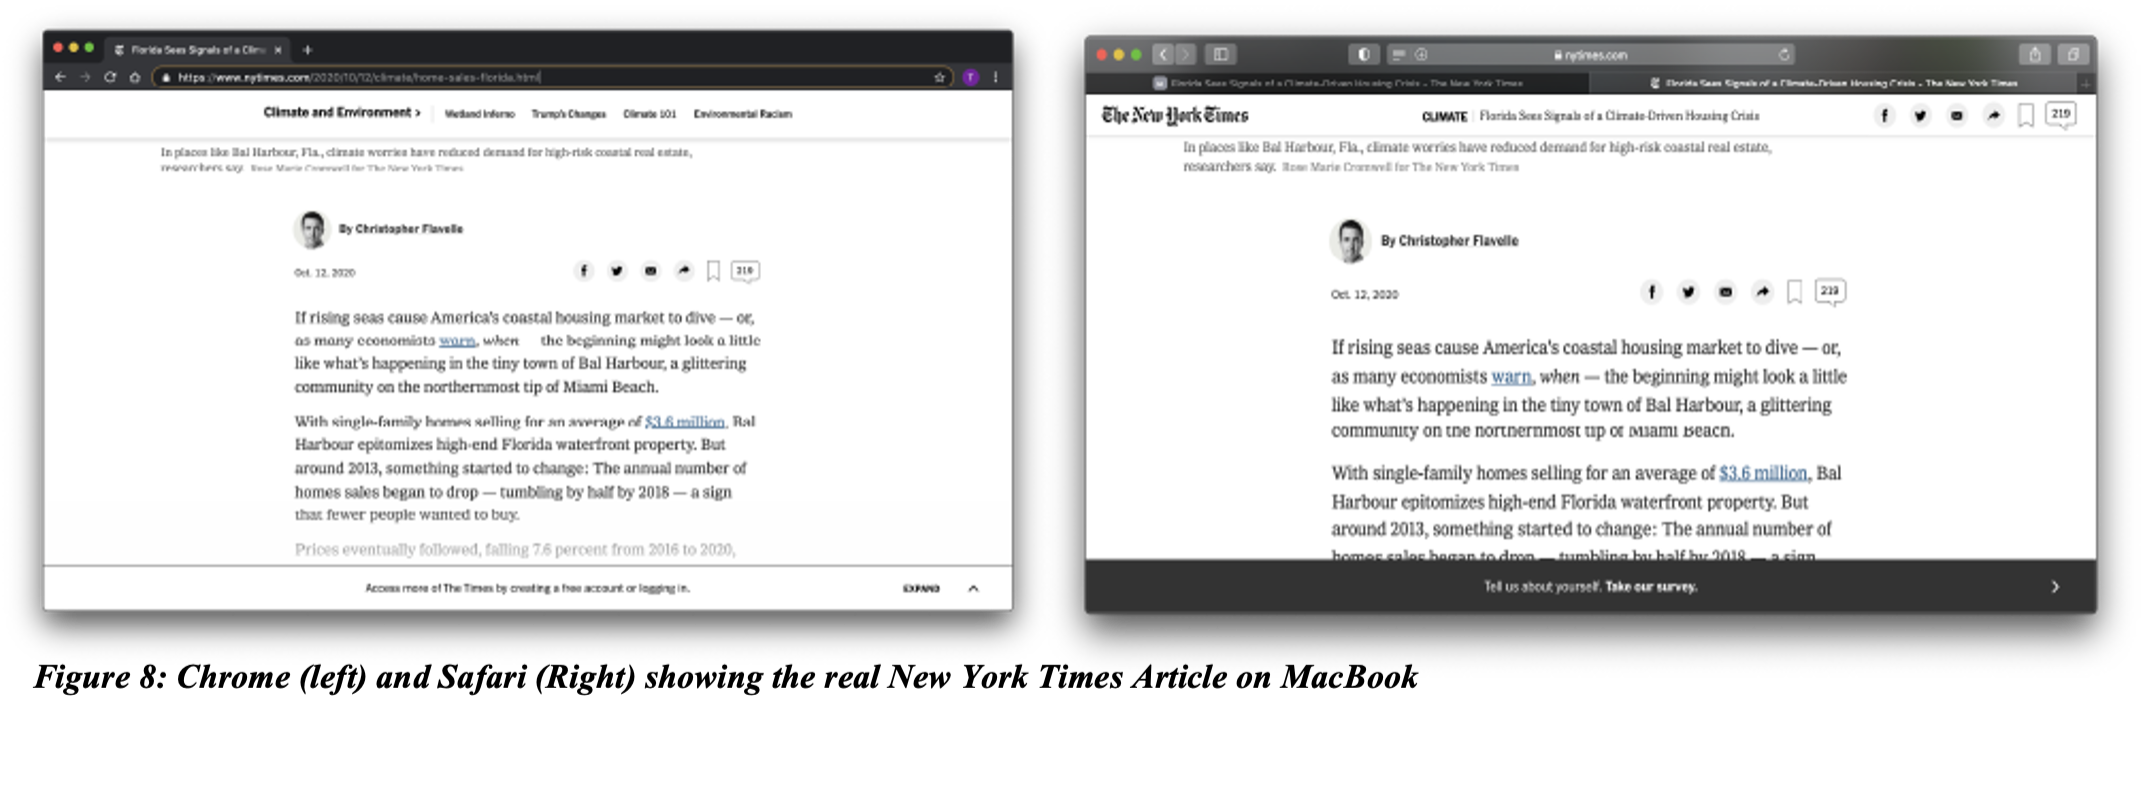 Florida Sees Signals of a Clim
https://www.nytimes.com/2020/10/12/climate/home-sales-florida.html
T
Climate and Environment >
Wetland Inferno
Trump's Changes
Climate 101
Environmental Racism
In places like Bal Harbour, Fla., climate worries have reduced demand for high-risk coastal real estate,
researchers say. Rose Marie Cromwell for The New York Times
By Christopher Flavelle
Oct. 12, 2020
219
If rising seas cause America's coastal housing market to dive — or,
as many economists warn, when the beginning might look a little
like what's happening in the tiny town of Bal Harbour, a glittering
community on the northernmost tip of Miami Beach.
With single-family homes selling for an average of $3.6 million, Bal
Harbour epitomizes high-end Florida waterfront property. But
around 2013, something started to change: The annual number of
homes sales began to drop — tumbling by half by 2018 — a sign
that fewer people wanted to buy.
Prices eventually followed, falling 7.6 percent from 2016 to 2020,
Access more of The Times by creating a free account or logging in.
EXPAND
nytimes.com
Florida Sees Signals of a Climate-Driven Housing Crisis - The New York Times
Florida Sees Signals of a Climate-Driven Housing Crisis - The New York Times
The New York Times
CLIMATE | Florida Sees Signals of a Climate-Driven Housing Crisis
219
In places like Bal Harbour, Fla., climate worries have reduced demand for high-risk coastal real estate,
researchers say. Rose Marie Cromwell for The New York Times
By Christopher Flavelle
Oct. 12, 2020
219
If rising seas cause America's coastal housing market to dive — or,
as many economists warn, when — the beginning might look a little
like what's happening in the tiny town of Bal Harbour, a glittering
community on the northernmost tip of Miami Beach.
With single-family homes selling for an average of $3.6 million, Bal
Harbour epitomizes high-end Florida waterfront property. But
around 2013, something started to change: The annual number of
homes sales began to drop — tumbling by half by 2018 — a sign
Tell us about yourself. Take our survey.
Figure 8: Chrome (left) and Safari (Right) showing the real New York Times Article on MacBook